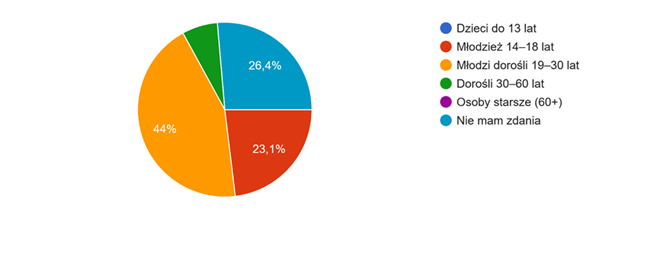 26,4%
44%
23,1%
Dzieci do 13 lat
Młodzież 14–18 lat
Młodzi dorośli 19–30 lat
Dorośli 30–60 lat
Osoby starsze (60+)
Nie mam zdania